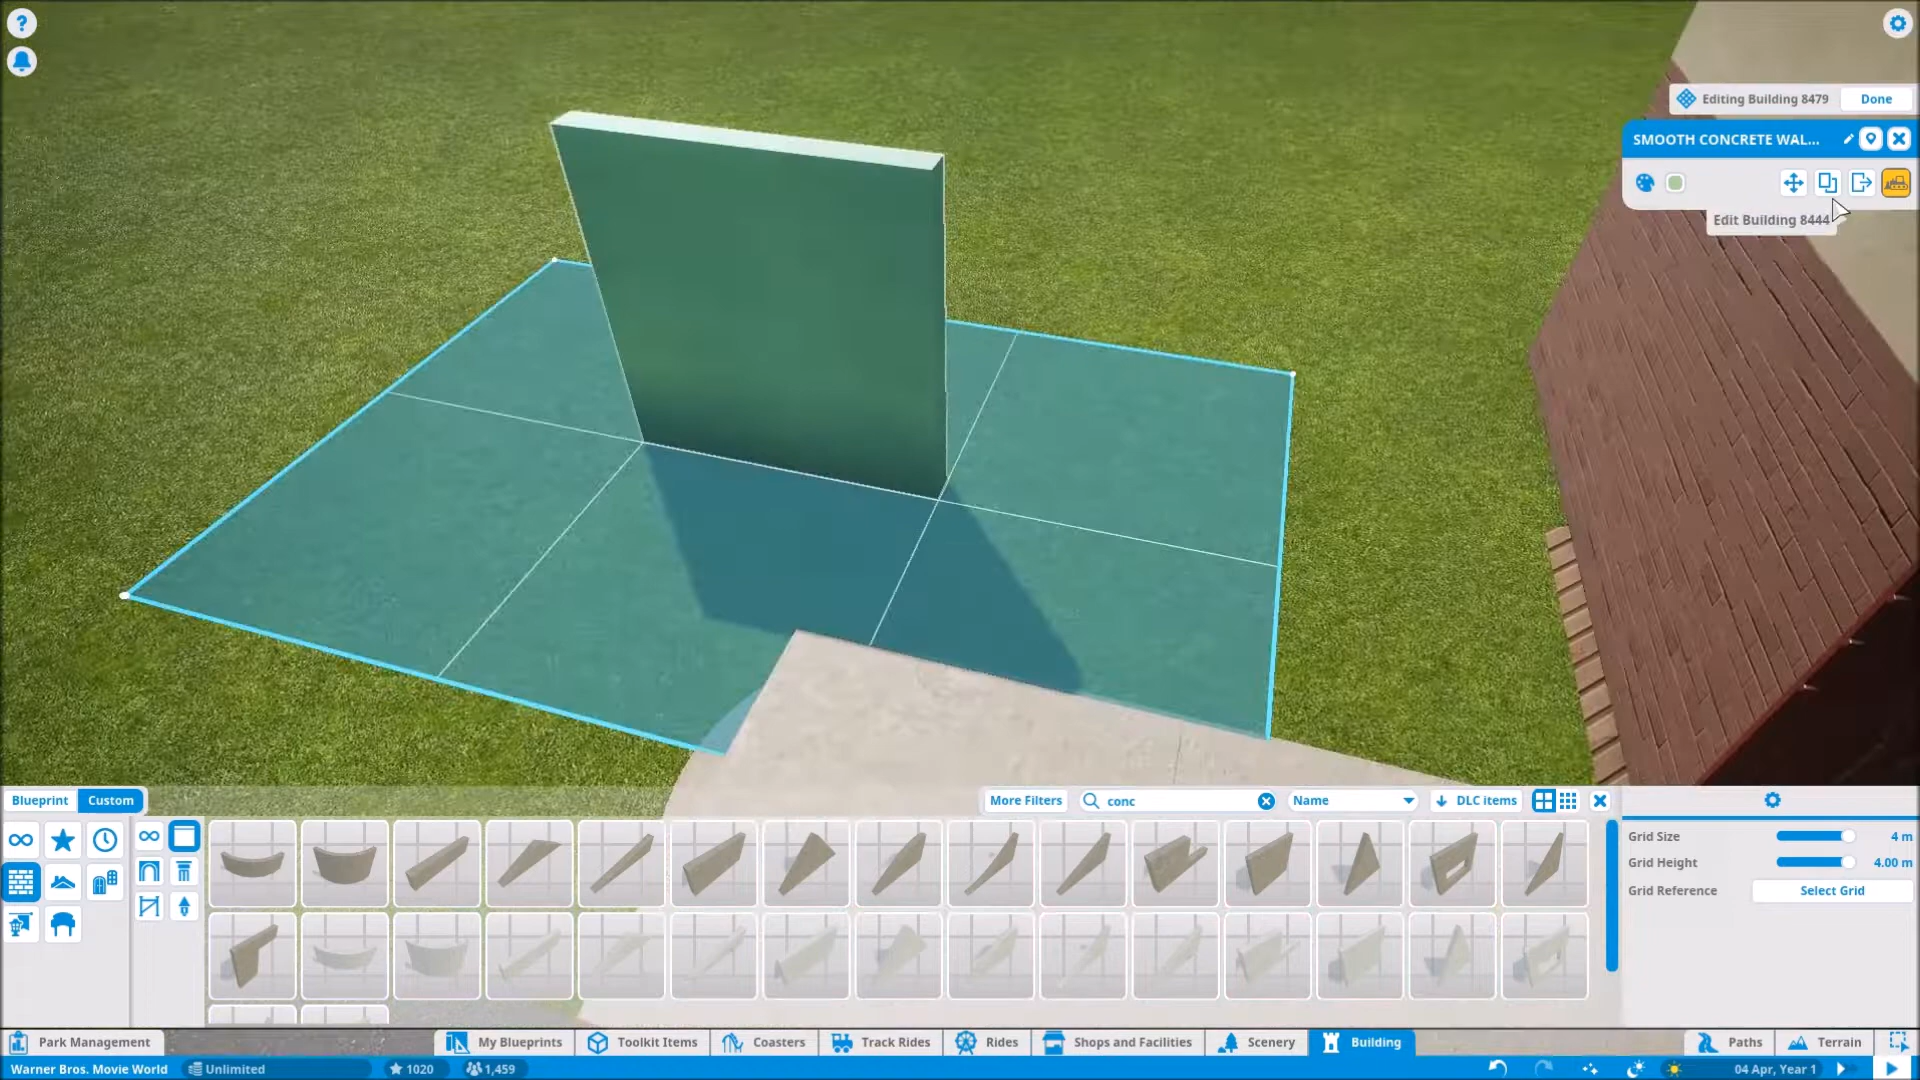 ?
Editing Building 8479
Done
SMOOTH CONCRETE WAL...
Edit Building 8444
Blueprint
Custom
More Filters
conc
Name
DLC items
Grid Size
4 m
Grid Height
4.00 m
Grid Reference
Select Grid
Park Management
My Blueprints
Toolkit Items
Coasters
Track Rides
Rides
Shops and Facilities
Scenery
Building
Paths
Terrain
Warner Bros. Movie World
Unlimited
1020
1,459
04 Apr, Year 1